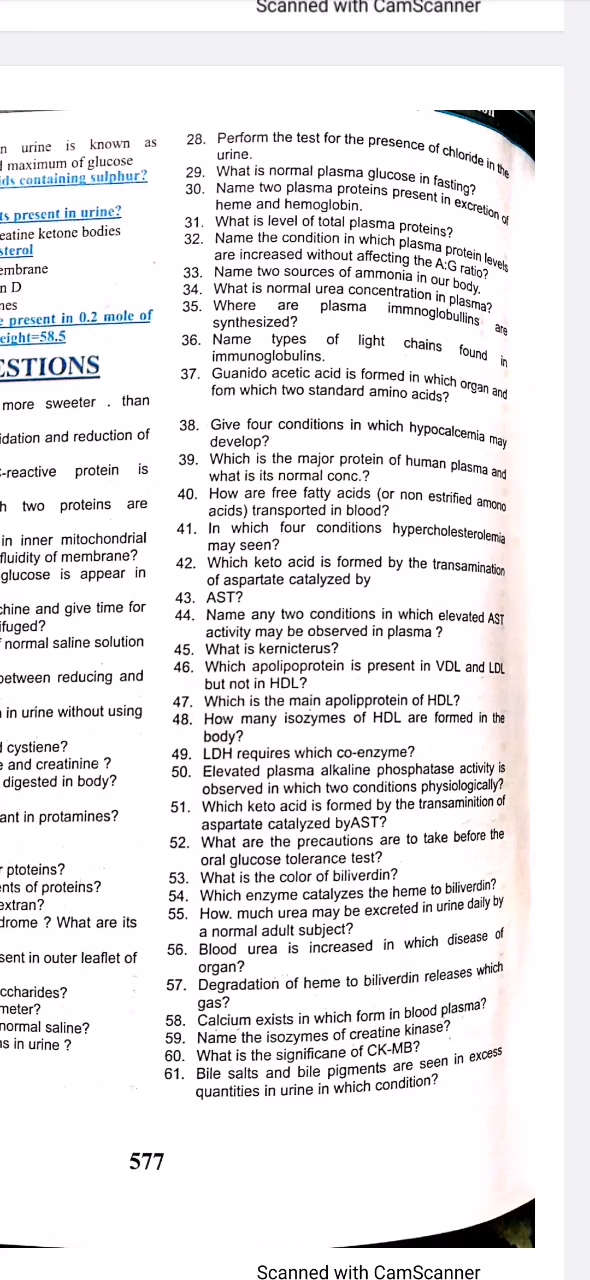 Scanned with CamScanner
n urine is known as
maximum of glucose
ids containing sulphur?
ts present in urine?
eatine ketone bodies
sterol
embrane
n D
nes
e present in 0.2 mole of
eight=58.5
ESTIONS
more sweeter . than
idation and reduction of
-reactive protein is
h two proteins are
in inner mitochondrial
fluidity of membrane?
glucose is appear in
chine and give time for
ifuged?
normal saline solution
between reducing and
in urine without using
cystiene?
e and creatinine ?
digested in body?
ant in protamines?
ptoteins?
ents of proteins?
extran?
drome ? What are its
sent in outer leaflet of
ccharides?
meter?
normal saline?
ns in urine ?
28. Perform the test for the presence of chloride in the
urine.
29. What is normal plasma glucose in fasting?
30. Name two plasma proteins present in excretion of
heme and hemoglobin.
31. What is level of total plasma proteins?
32. Name the condition in which plasma protein levels
are increased without affecting the A:G ratio?
33. Name two sources of ammonia in our body.
34. What is normal urea concentration in plasma?
35. Where are plasma immnoglobullins are
synthesized?
36. Name types of light chains found in
immunoglobulins.
37. Guanido acetic acid is formed in which organ and
fom which two standard amino acids?
38. Give four conditions in which hypocalcemia may
develop?
39. Which is the major protein of human plasma and
what is its normal conc.?
40. How are free fatty acids (or non estrified amono
acids) transported in blood?
41. In which four conditions hypercholesterolemia
may seen?
42. Which keto acid is formed by the transamination
of aspartate catalyzed by
43. AST?
44. Name any two conditions in which elevated AST
activity may be observed in plasma ?
45. What is kernicterus?
46. Which apolipoprotein is present in VDL and LDL
but not in HDL?
47. Which is the main apolipprotein of HDL?
48. How many isozymes of HDL are formed in the
body?
49. LDH requires which co-enzyme?
50. Elevated plasma alkaline phosphatase activity is
observed in which two conditions physiologically?
51. Which keto acid is formed by the transaminition of
aspartate catalyzed byAST?
52. What are the precautions are to take before the
oral glucose tolerance test?
53. What is the color of biliverdin?
54. Which enzyme catalyzes the heme to biliverdin?
55. How. much urea may be excreted in urine daily by
a normal adult subject?
56. Blood urea is increased in which disease of
organ?
57. Degradation of heme to biliverdin releases which
gas?
58. Calcium exists in which form in blood plasma?
59. Name the isozymes of creatine kinase?
60. What is the significane of CK-MB?
61. Bile salts and bile pigments are seen in excess
quantities in urine in which condition?
577
Scanned with CamScanner